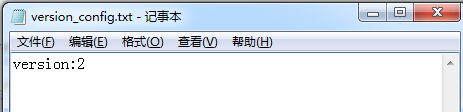 version_config.txt - 记事本
文件(F) 编辑(E) 格式(O) 查看(V) 帮助(H)
version:2